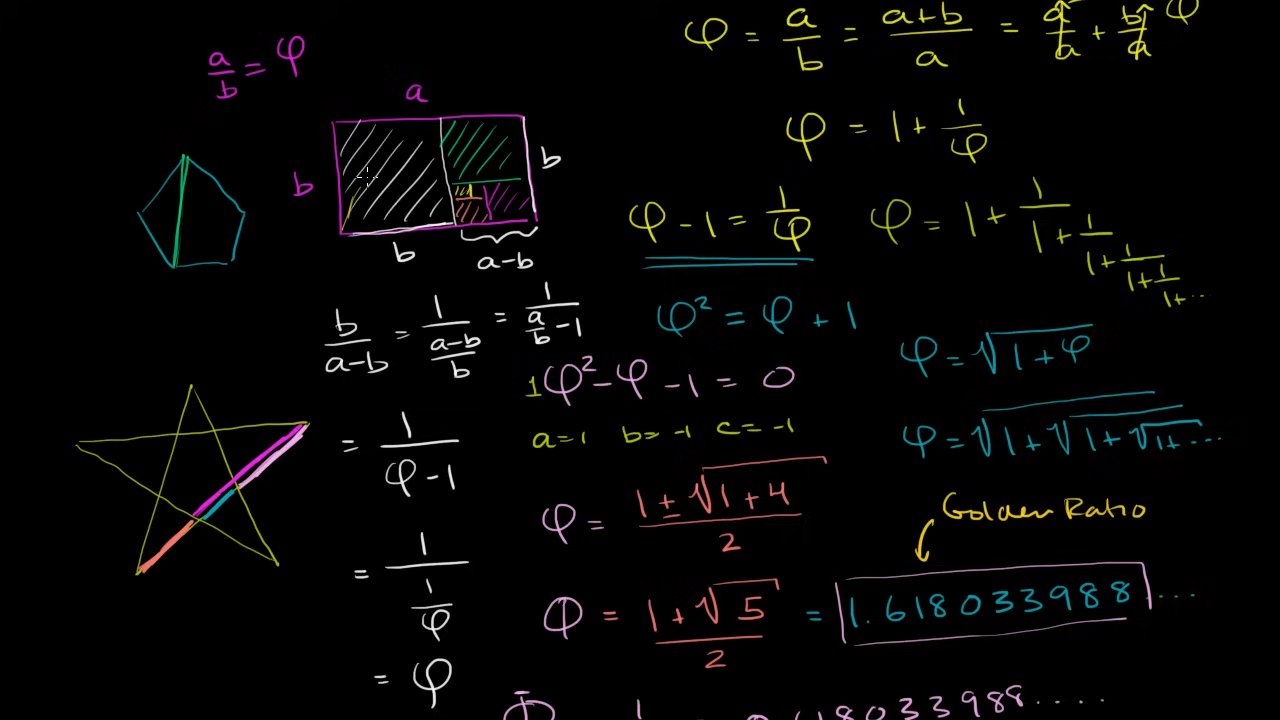 a/b = φ
a
b
b
b
a-b
b/(a-b) = 1/((a-b)/b) = 1/(a/b - 1)
= 1/(φ-1)
= 1/(1/φ)
= φ
φ = a/b = (a+b)/a = a/a + b/a φ
φ = 1 + 1/φ
φ - 1 = 1/φ
φ = 1 + 1/(1 + 1/(1 + 1/(1 + 1/(1 + ...
φ² = φ + 1
φ = √(1 + φ)
1φ² - φ - 1 = 0
φ = √(1 + √(1 + √(1 + ...
a = 1 b = -1 c = -1
φ = (1 ± √(1 + 4))/2
Golden Ratio
φ = (1 + √5)/2 = 1.618033988....